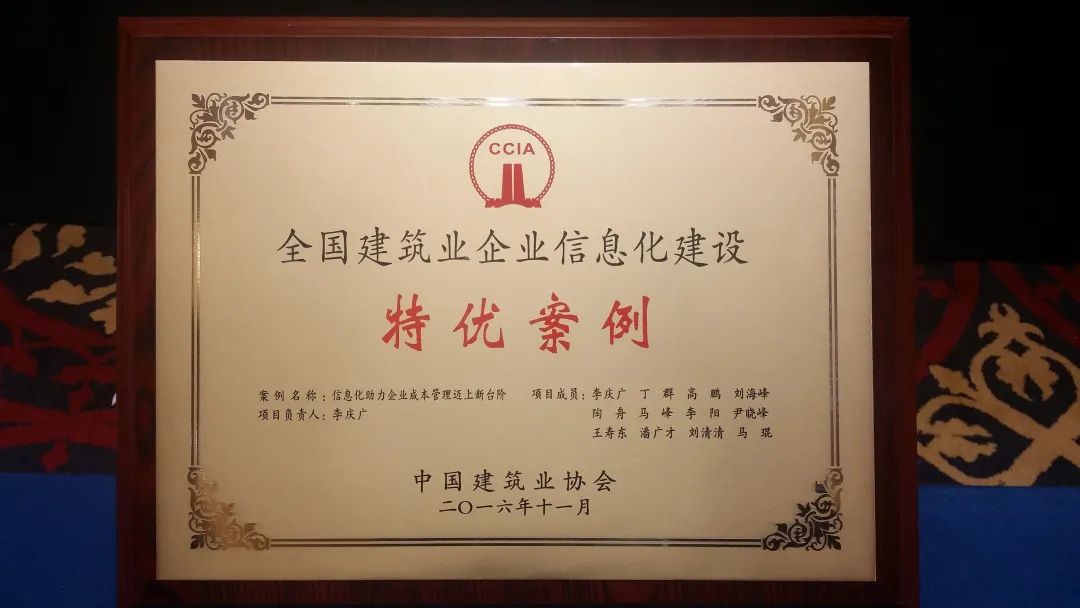 CCIA
全国建筑业企业信息化建设
特优案例
案例名称：信息化助力企业成本管理迈上新台阶
项目负责人：李庆广
项目成员：李庆广 丁群 高鹏 刘海峰
陶舟 马峰 李阳 尹晓峰
王寿东 潘广才 刘清清 马琨
中国建筑业协会
二〇一六年十一月